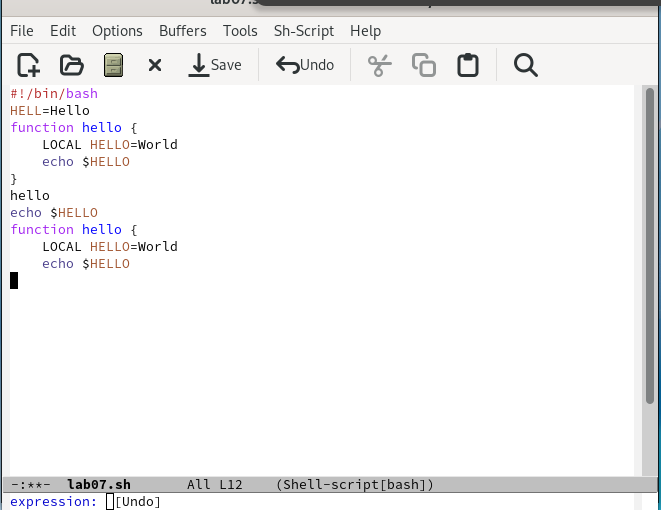 File Edit Options Buffers Tools Sh-Script Help
Save Undo
#!/bin/bash
HELL=Hello
function hello {
    LOCAL HELLO=World
    echo $HELLO
}
hello
echo $HELLO
function hello {
    LOCAL HELLO=World
    echo $HELLO
-:**- lab07.sh All L12 (Shell-script[bash])
expression: [Undo]